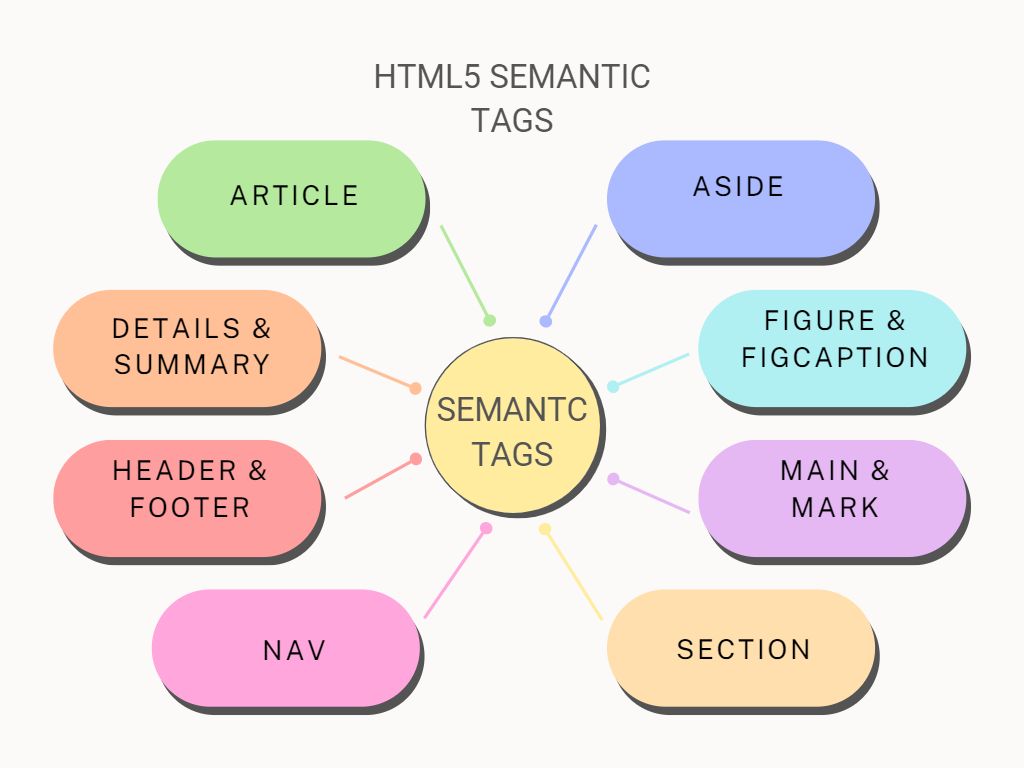 HTML5 SEMANTIC
TAGS
ARTICLE
ASIDE
DETAILS &
SUMMARY
FIGURE &
FIGCAPTION
SEMANTC
TAGS
HEADER &
FOOTER
MAIN &
MARK
NAV
SECTION